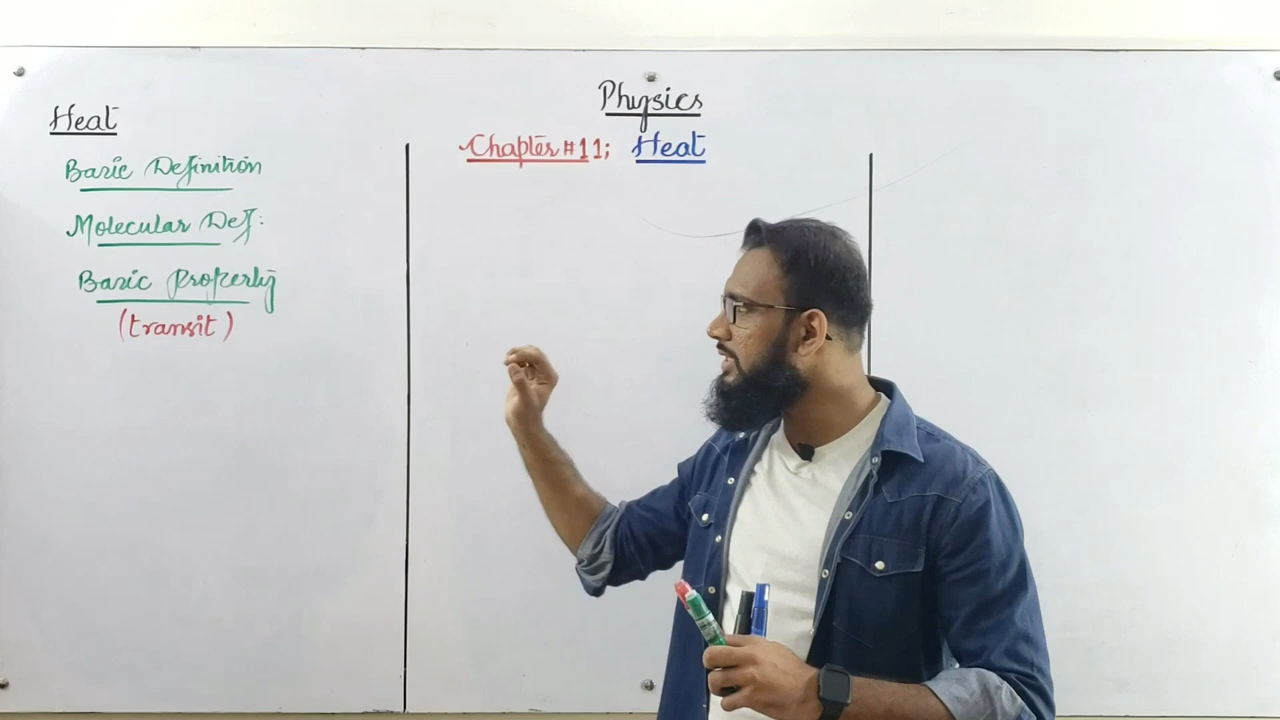 Physics
Chapter #11; Heat
Heat
Basic Definition
Molecular Def:
Basic Property
(transit)